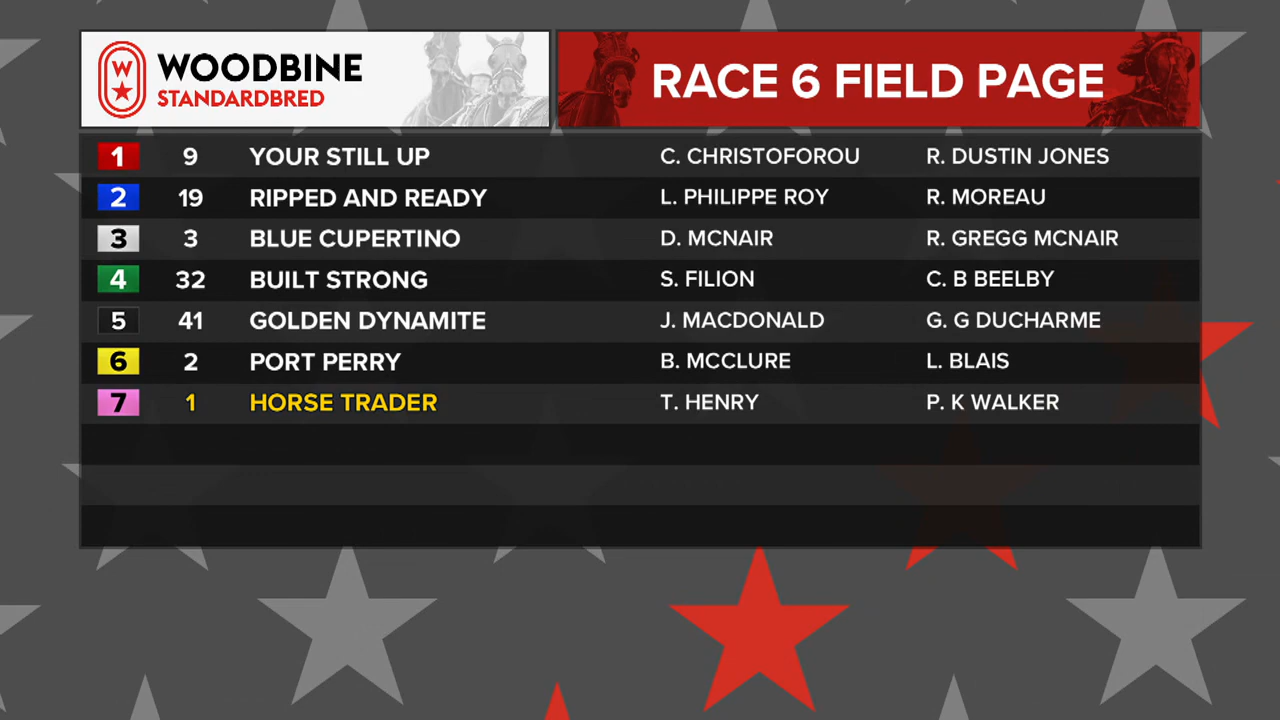 W
WOODBINE
STANDARDBRED
RACE 6 FIELD PAGE
1 9 YOUR STILL UP C. CHRISTOFOROU R. DUSTIN JONES
2 19 RIPPED AND READY L. PHILIPPE ROY R. MOREAU
3 3 BLUE CUPERTINO D. MCNAIR R. GREGG MCNAIR
4 32 BUILT STRONG S. FILION C. B BEELBY
5 41 GOLDEN DYNAMITE J. MACDONALD G. G DUCHARME
6 2 PORT PERRY B. MCCLURE L. BLAIS
7 1 HORSE TRADER T. HENRY P. K WALKER